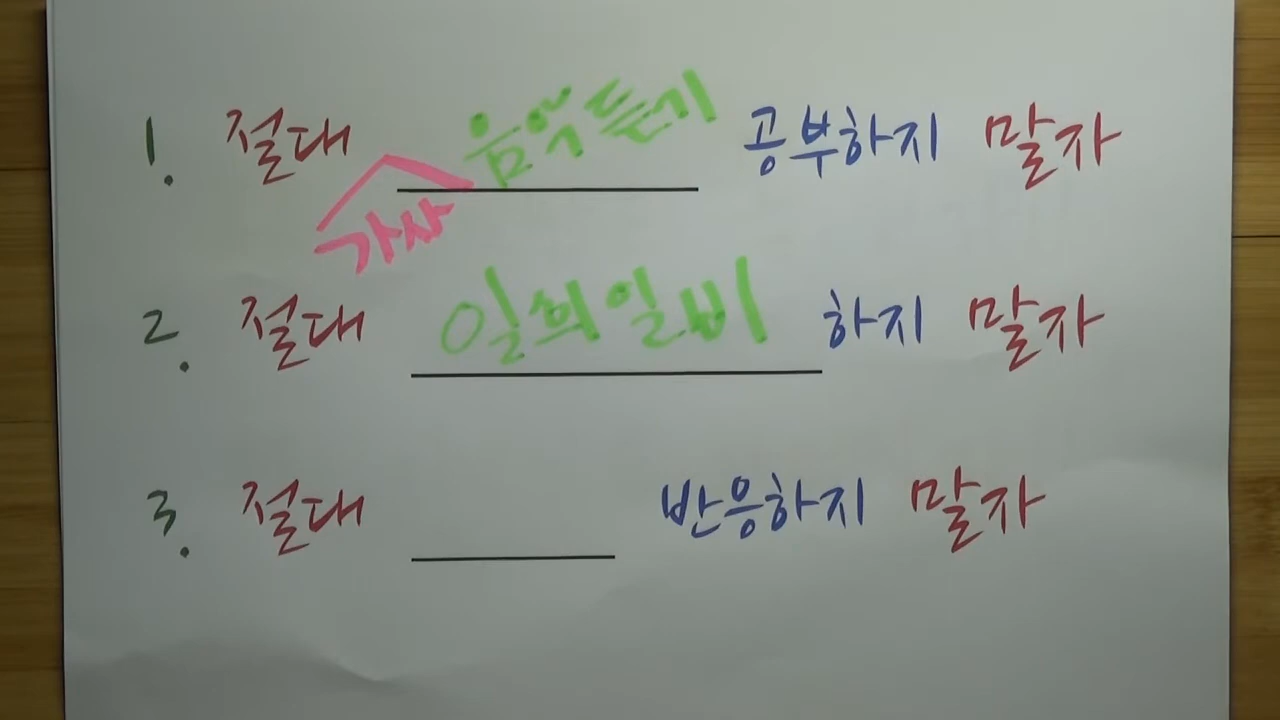 1. 절대 음악듣기 공부하지 말자
가사
2. 절대 일희일비 하지 말자
3. 절대 반응하지 말자